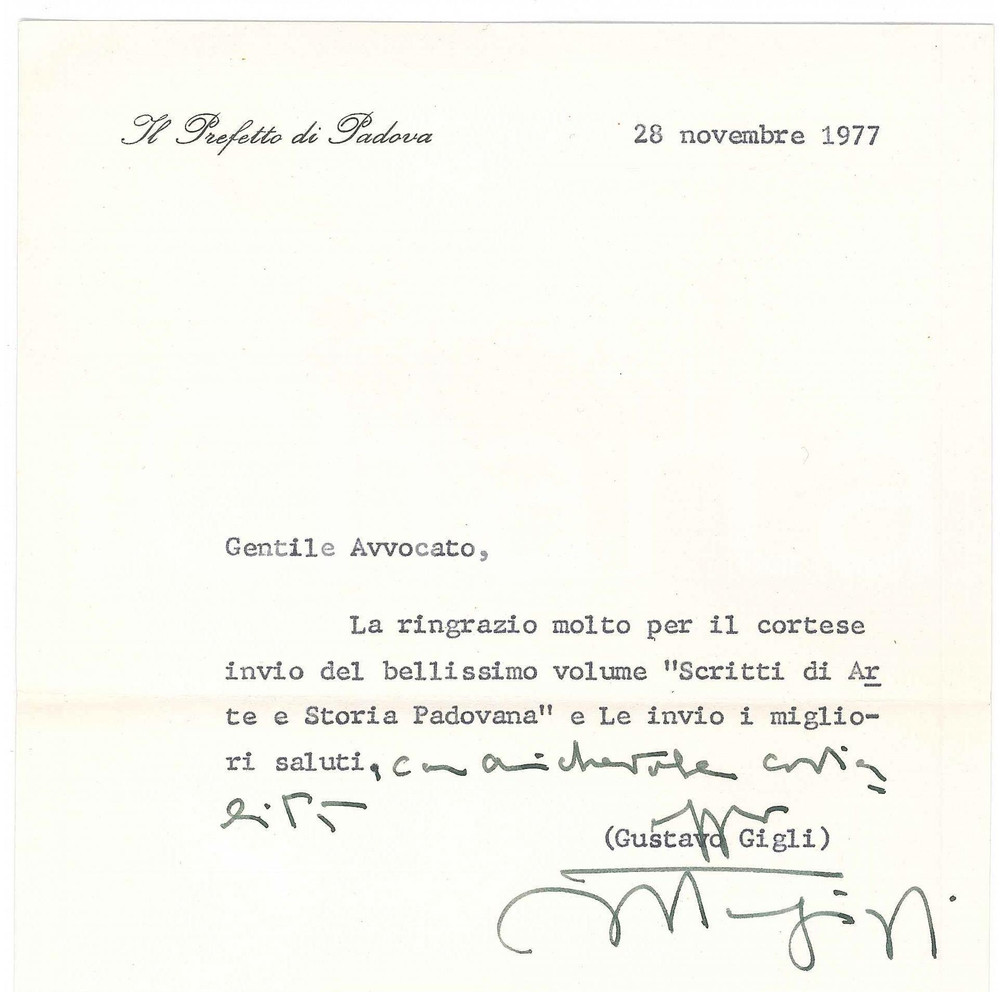 Il Prefetto di Padova
28 novembre 1977
Gentile Avvocato,
La ringrazio molto per il cortese
invio del bellissimo volume "Scritti di Ar
te e Storia Padovana" e Le invio i miglio-
ri saluti, con amichevole cordia
lità
(Gustavo Gigli)